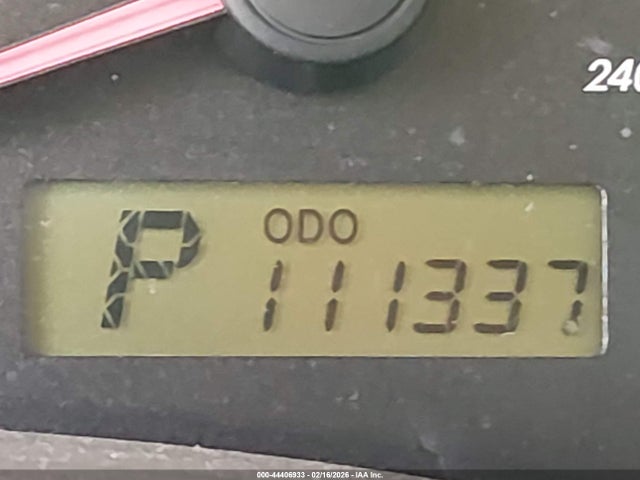 240
P
ODO
111337
000-44406933 - 02/16/2026 - IAA Inc.